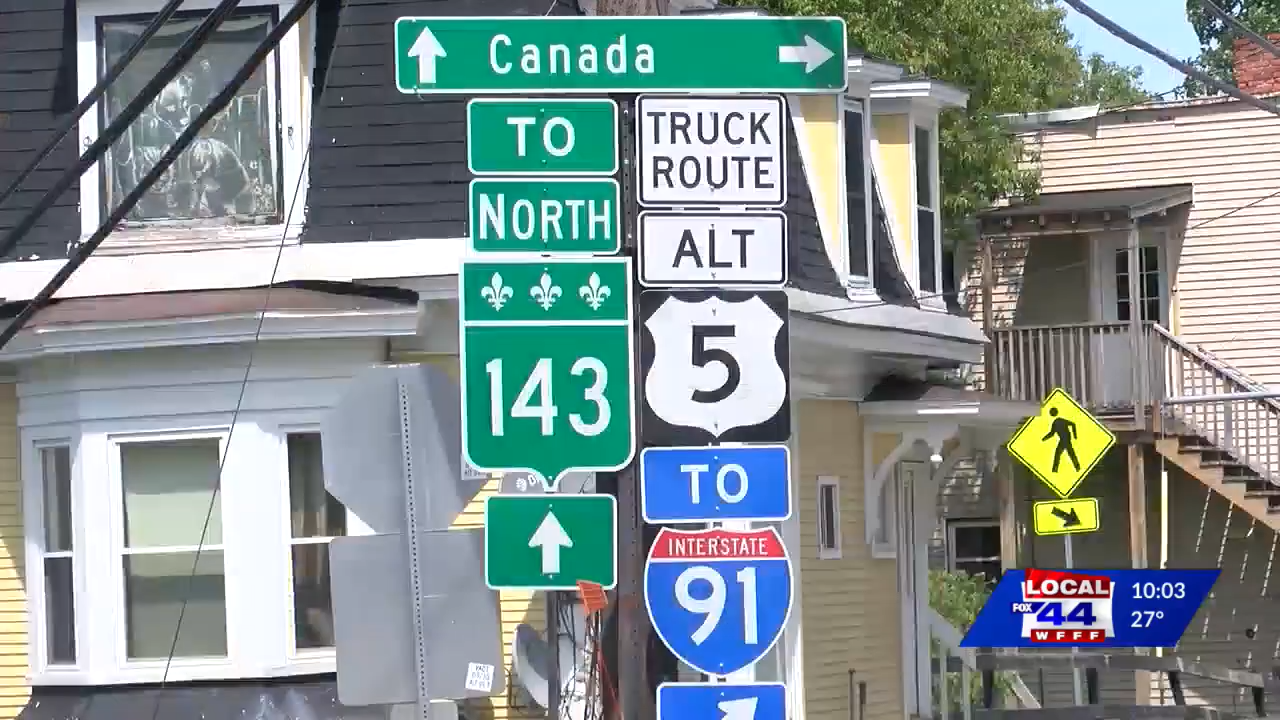 Canada
TO
NORTH
143
TRUCK
ROUTE
ALT
5
TO
INTERSTATE
91
LOCAL
FOX 44
WFFF
10:03
27°